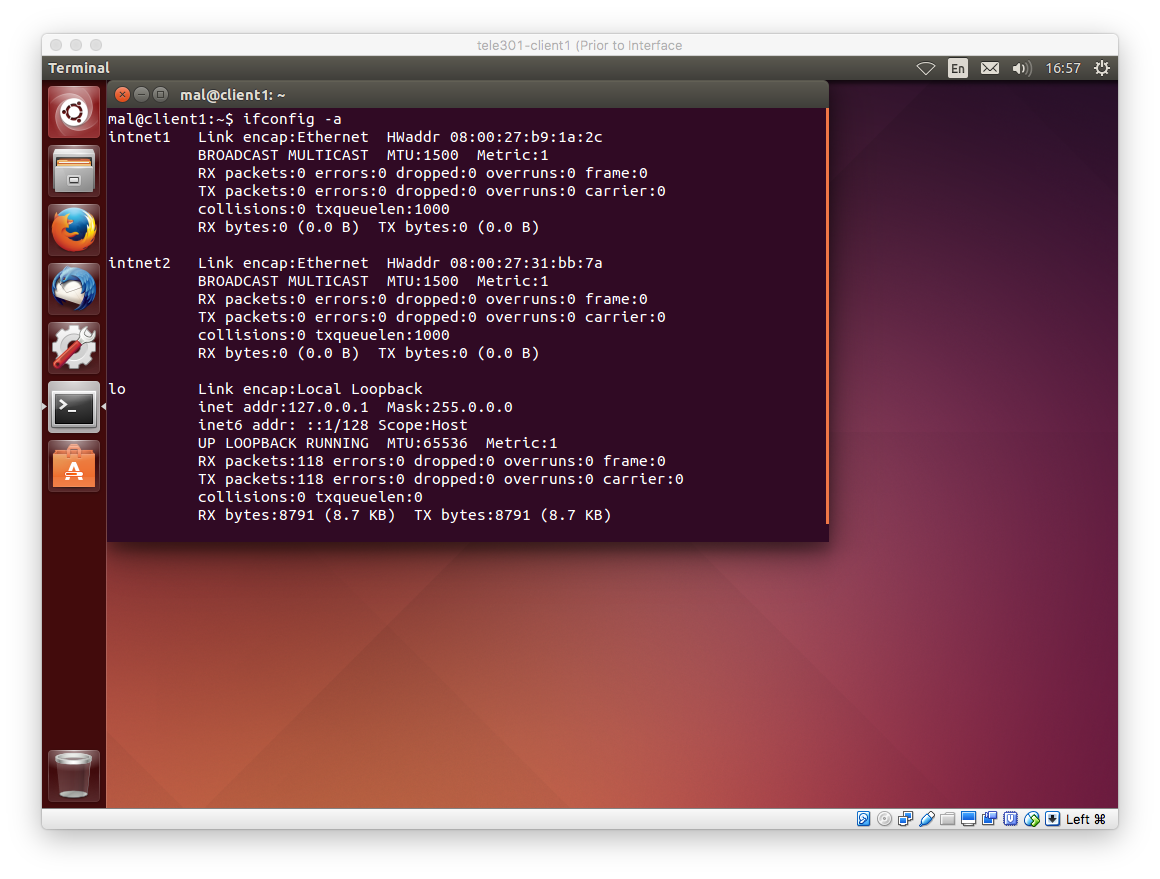 tele301-client1 (Prior to Interface
Terminal
En
16:57
mal@client1: ~
mal@client1:~$ ifconfig -a
intnet1   Link encap:Ethernet  HWaddr 08:00:27:b9:1a:2c
          BROADCAST MULTICAST  MTU:1500  Metric:1
          RX packets:0 errors:0 dropped:0 overruns:0 frame:0
          TX packets:0 errors:0 dropped:0 overruns:0 carrier:0
          collisions:0 txqueuelen:1000
          RX bytes:0 (0.0 B)  TX bytes:0 (0.0 B)
intnet2   Link encap:Ethernet  HWaddr 08:00:27:31:bb:7a
          BROADCAST MULTICAST  MTU:1500  Metric:1
          RX packets:0 errors:0 dropped:0 overruns:0 frame:0
          TX packets:0 errors:0 dropped:0 overruns:0 carrier:0
          collisions:0 txqueuelen:1000
          RX bytes:0 (0.0 B)  TX bytes:0 (0.0 B)
lo        Link encap:Local Loopback
          inet addr:127.0.0.1  Mask:255.0.0.0
          inet6 addr: ::1/128 Scope:Host
          UP LOOPBACK RUNNING  MTU:65536  Metric:1
          RX packets:118 errors:0 dropped:0 overruns:0 frame:0
          TX packets:118 errors:0 dropped:0 overruns:0 carrier:0
          collisions:0 txqueuelen:0
          RX bytes:8791 (8.7 KB)  TX bytes:8791 (8.7 KB)
Left ⌘